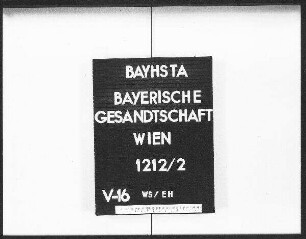 BAYHSTA
BAYERISCHE
GESANDTSCHAFT
WIEN
1212/2
V-16 WS/EH